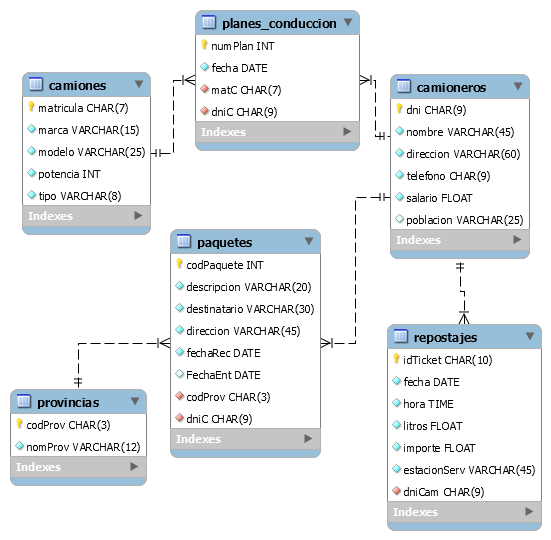 planes_conduccion
numPlan INT
fecha DATE
matC CHAR(7)
dniC CHAR(9)
Indexes
camiones
matricula CHAR(7)
marca VARCHAR(15)
modelo VARCHAR(25)
potencia INT
tipo VARCHAR(8)
Indexes
camioneros
dni CHAR(9)
nombre VARCHAR(45)
direccion VARCHAR(60)
telefono CHAR(9)
salario FLOAT
poblacion VARCHAR(25)
Indexes
paquetes
codPaquete INT
descripcion VARCHAR(20)
destinatario VARCHAR(30)
direccion VARCHAR(45)
fechaRec DATE
FechaEnt DATE
codProv CHAR(3)
dniC CHAR(9)
Indexes
provincias
codProv CHAR(3)
nomProv VARCHAR(12)
Indexes
repostajes
idTicket CHAR(10)
fecha DATE
hora TIME
litros FLOAT
importe FLOAT
estacionServ VARCHAR(45)
dniCam CHAR(9)
Indexes